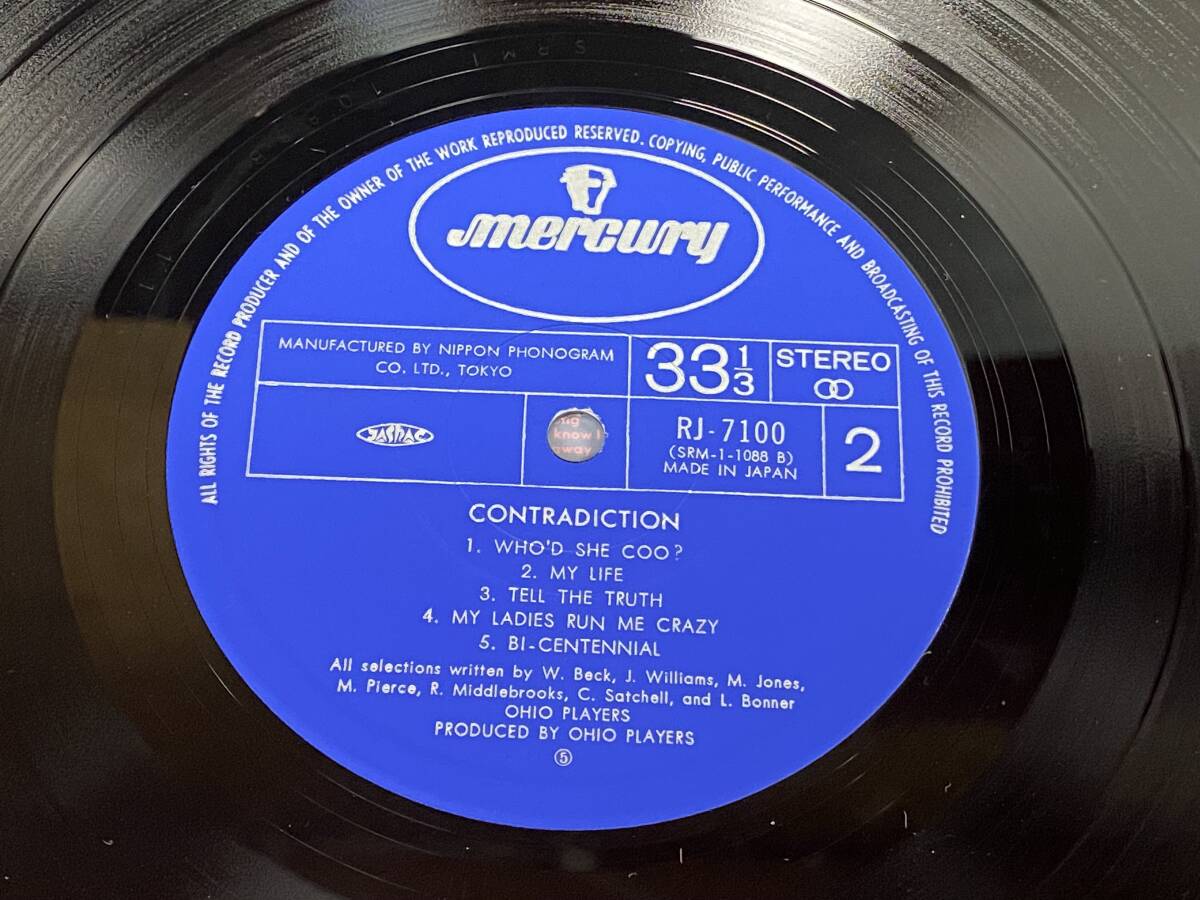 ALL RIGHTS OF THE RECORD PRODUCER AND OF THE OWNER OF THE WORK REPRODUCED RESERVED. COPYING, PUBLIC PERFORMANCE AND BROADCASTING OF THIS RECORD PROHIBITED
mercury
MANUFACTURED BY NIPPON PHONOGRAM
CO. LTD., TOKYO
33 1/3
STEREO
JASRAC
know I
away
RJ-7100
(SRM-1-1088 B)
MADE IN JAPAN
2
CONTRADICTION
1. WHO'D SHE COO?
2. MY LIFE
3. TELL THE TRUTH
4. MY LADIES RUN ME CRAZY
5. BI-CENTENNIAL
All selections written by W. Beck, J. Williams, M. Jones,
M. Pierce, R. Middlebrooks, C. Satchell, and L. Bonner
OHIO PLAYERS
PRODUCED BY OHIO PLAYERS
⑤